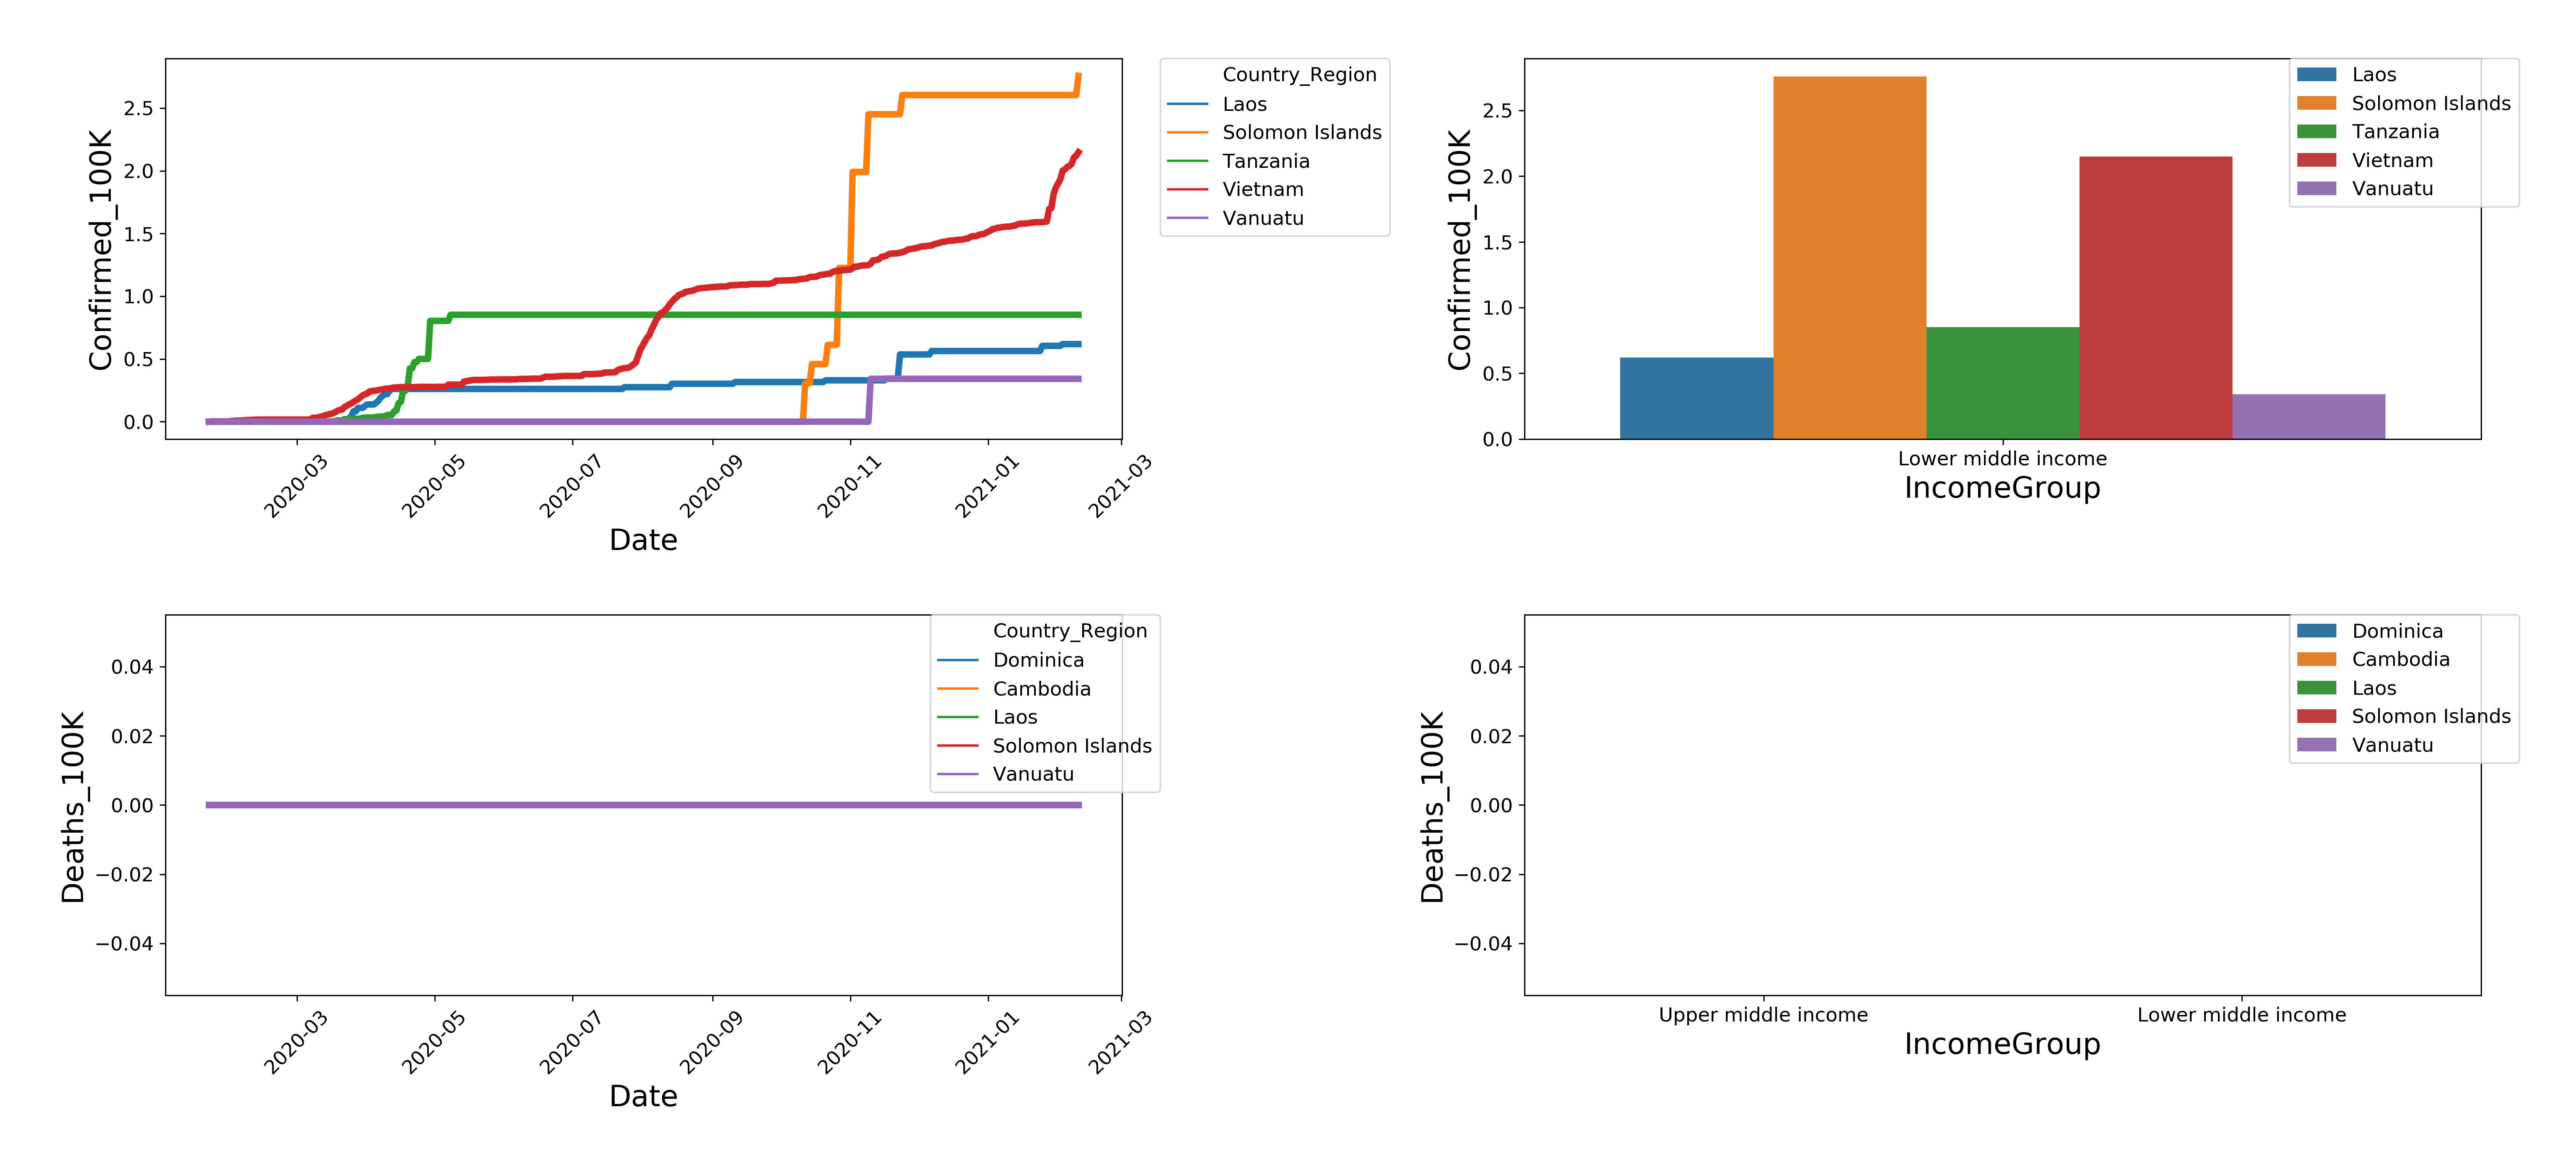 Confirmed_100K
2.5
2.0
1.5
1.0
0.5
0.0
2020-03
2020-05
2020-07
2020-09
2020-11
2021-01
2021-03
Date
Country_Region
Laos
Solomon Islands
Tanzania
Vietnam
Vanuatu
Confirmed_100K
2.5
2.0
1.5
1.0
0.5
0.0
Lower middle income
IncomeGroup
Laos
Solomon Islands
Tanzania
Vietnam
Vanuatu
Deaths_100K
0.04
0.02
0.00
−0.02
−0.04
2020-03
2020-05
2020-07
2020-09
2020-11
2021-01
2021-03
Date
Country_Region
Dominica
Cambodia
Laos
Solomon Islands
Vanuatu
Deaths_100K
0.04
0.02
0.00
−0.02
−0.04
Upper middle income
Lower middle income
IncomeGroup
Dominica
Cambodia
Laos
Solomon Islands
Vanuatu